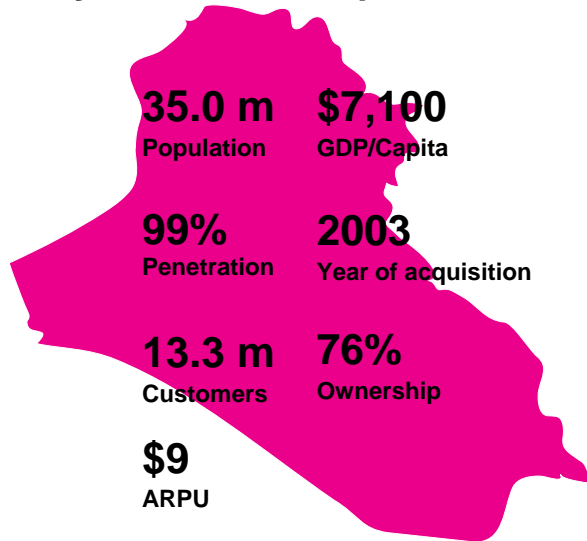 35.0 m $7,100
Population GDP/Capita
99% 2003
Penetration Year of acquisition
13.3 m 76%
Customers Ownership
$9
ARPU